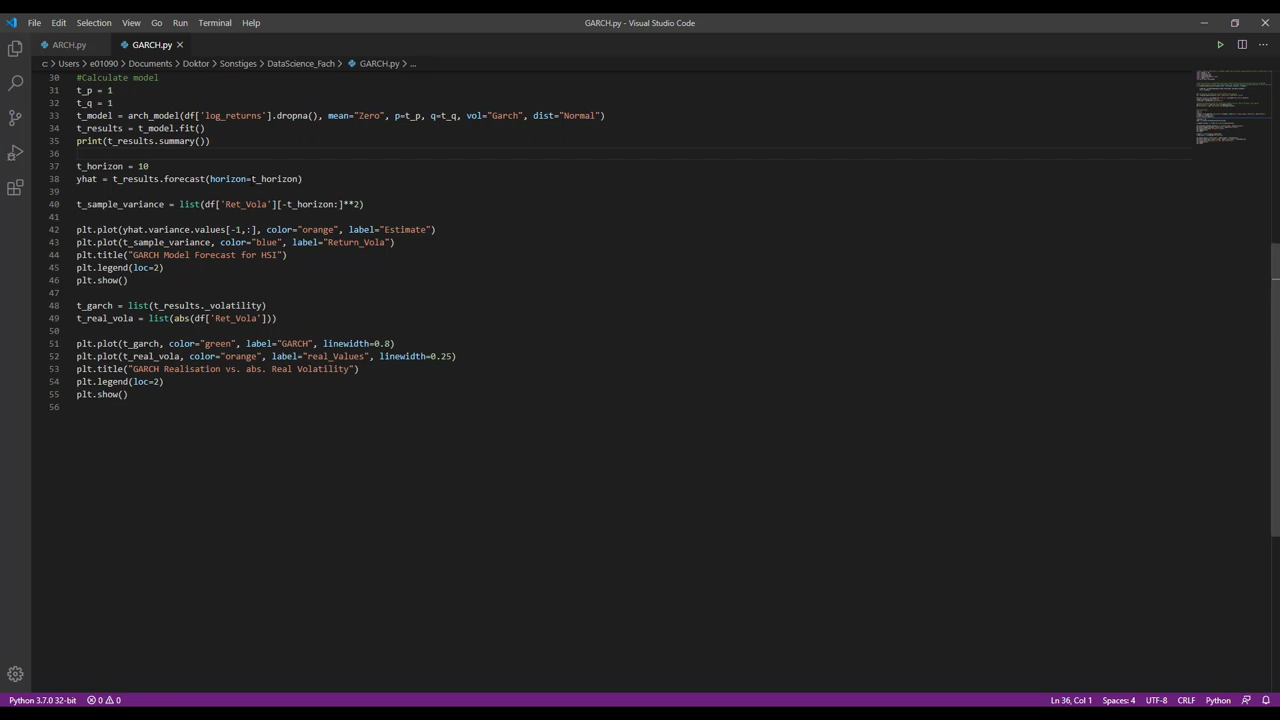 File Edit Selection View Go Run Terminal Help GARCH.py - Visual Studio Code
ARCH.py GARCH.py
c: > Users > e01090 > Documents > Doktor > Sonstiges > DataScience_Fach > GARCH.py > ...
30 #Calculate model
31 t_p = 1
32 t_q = 1
33 t_model = arch_model(df['log_returns'].dropna(), mean="Zero", p=t_p, q=t_q, vol="Garch", dist="Normal")
34 t_results = t_model.fit()
35 print(t_results.summary())
36
37 t_horizon = 10
38 yhat = t_results.forecast(horizon=t_horizon)
39
40 t_sample_variance = list(df['Ret_Vola'][-t_horizon:]**2)
41
42 plt.plot(yhat.variance.values[-1,:], color="orange", label="Estimate")
43 plt.plot(t_sample_variance, color="blue", label="Return_Vola")
44 plt.title("GARCH Model Forecast for HSI")
45 plt.legend(loc=2)
46 plt.show()
47
48 t_garch = list(t_results._volatility)
49 t_real_vola = list(abs(df['Ret_Vola']))
50
51 plt.plot(t_garch, color="green", label="GARCH", linewidth=0.8)
52 plt.plot(t_real_vola, color="orange", label="real_Values", linewidth=0.25)
53 plt.title("GARCH Realisation vs. abs. Real Volatility")
54 plt.legend(loc=2)
55 plt.show()
56
Python 3.7.0 32-bit 0 0 Ln 36, Col 1 Spaces: 4 UTF-8 CRLF Python